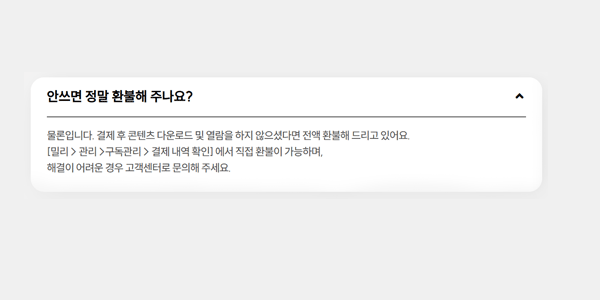 안쓰면 정말 환불해 주나요?
물론입니다. 결제 후 콘텐츠 다운로드 및 열람을 하지 않으셨다면 전액 환불해 드리고 있어요.
[밀리 > 관리 >구독관리 > 결제 내역 확인] 에서 직접 환불이 가능하며,
해결이 어려운 경우 고객센터로 문의해 주세요.